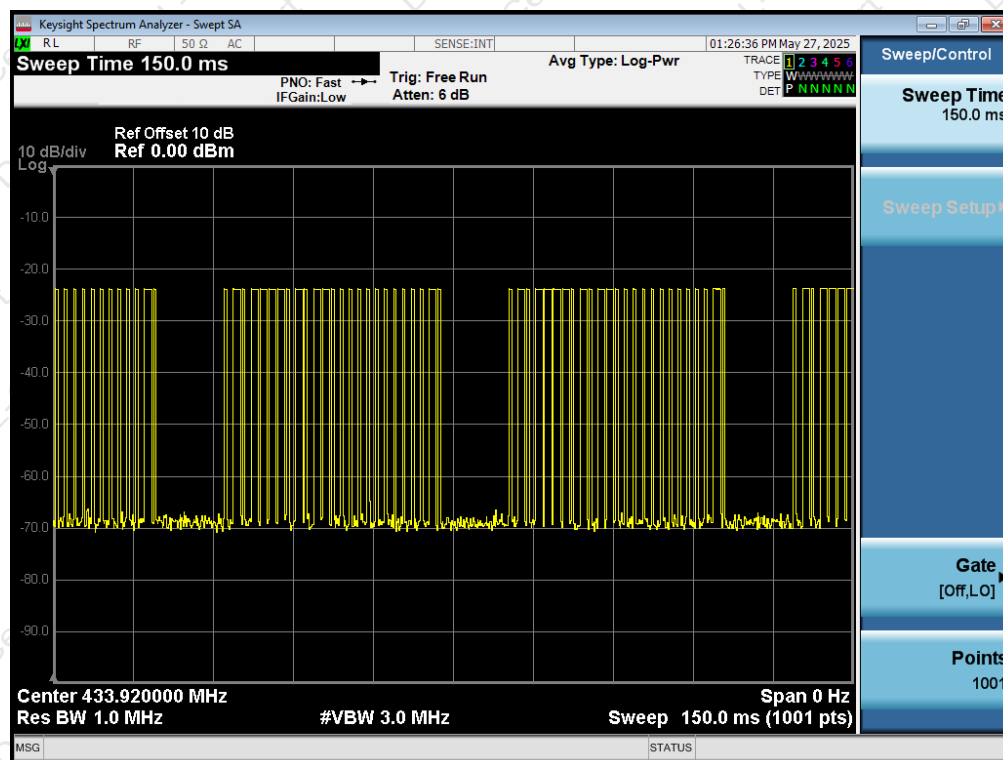 Keysight Spectrum Analyzer - Swept SA
LXI RL RF 50 Ω AC SENSE:INT 01:26:36 PM May 27, 2025
Sweep Time 150.0 ms
PNO: Fast
IFGain:Low
Trig: Free Run
Atten: 6 dB
Avg Type: Log-Pwr
TRACE 1 2 3 4 5 6
TYPE WWWWWW
DET P N N N N N
Ref Offset 10 dB
10 dB/div Ref 0.00 dBm
Log
-10.0
-20.0
-30.0
-40.0
-50.0
-60.0
-70.0
-80.0
-90.0
Center 433.920000 MHz Span 0 Hz
Res BW 1.0 MHz #VBW 3.0 MHz Sweep 150.0 ms (1001 pts)
MSG STATUS
Sweep/Control
Sweep Time
150.0 ms
Sweep Setup
Gate
[Off,LO]
Points
1001